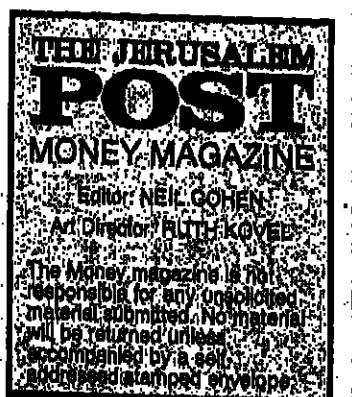 THE JERUSALEM
POST
MONEY MAGAZINE
Editor: NEIL COHEN
Art Director: RUTH KOVEL
The Money magazine is not
responsible for any unsolicited
material submitted. No material
will be returned unless
accompanied by a self
addressed stamped envelope.